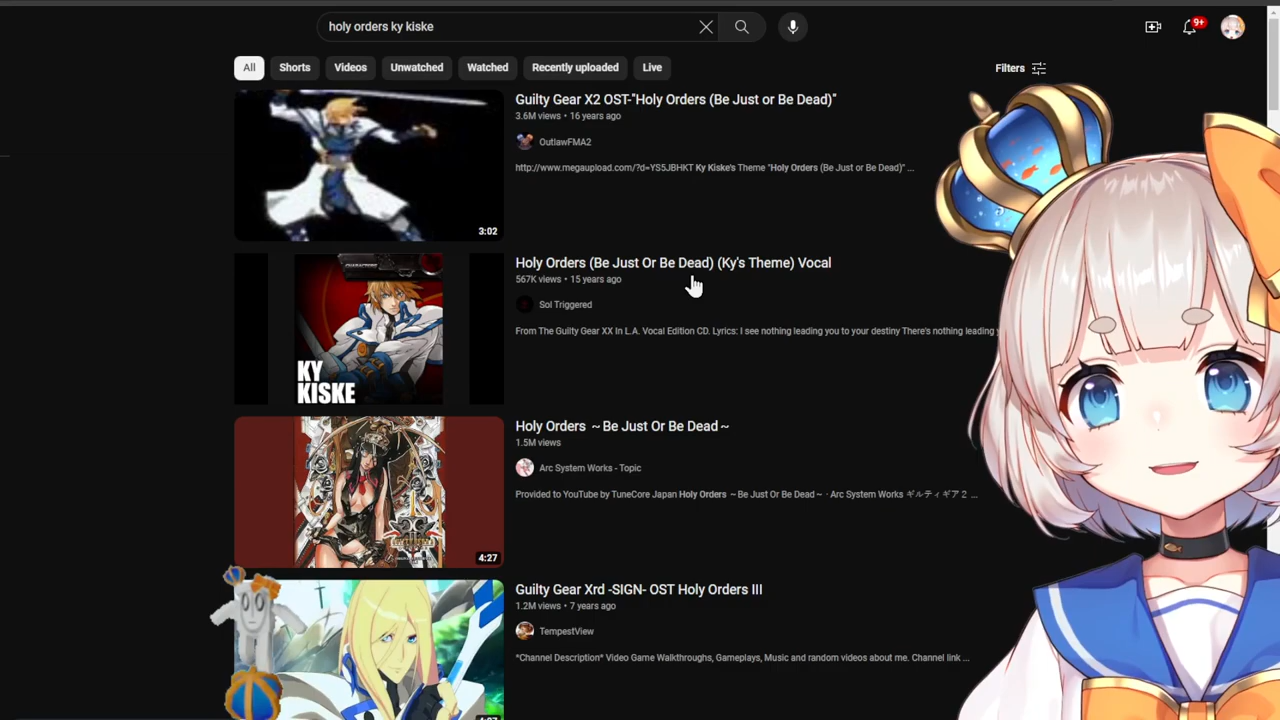 holy orders ky kiske
9+
All
Shorts
Videos
Unwatched
Watched
Recently uploaded
Live
Filters
Guilty Gear X2 OST-"Holy Orders (Be Just or Be Dead)"
3.6M views • 16 years ago
OutlawFMA2
http://www.megaupload.com/?d=YS5JBHKT Ky Kiske's Theme "Holy Orders (Be Just or Be Dead)" ...
3:02
Holy Orders (Be Just Or Be Dead) (Ky's Theme) Vocal
567K views • 15 years ago
Sol Triggered
From The Guilty Gear XX In L.A. Vocal Edition CD. Lyrics: I see nothing leading you to your destiny There's nothing leading
KY
KISKE
Holy Orders ～Be Just Or Be Dead～
1.5M views
Arc System Works - Topic
Provided to YouTube by TuneCore Japan Holy Orders ～Be Just Or Be Dead～ · Arc System Works ギルティギア 2 ...
4:27
Guilty Gear Xrd -SIGN- OST Holy Orders III
1.2M views • 7 years ago
TempestView
*Channel Description* Video Game Walkthroughs, Gameplays, Music and random videos about me. Channel link ...